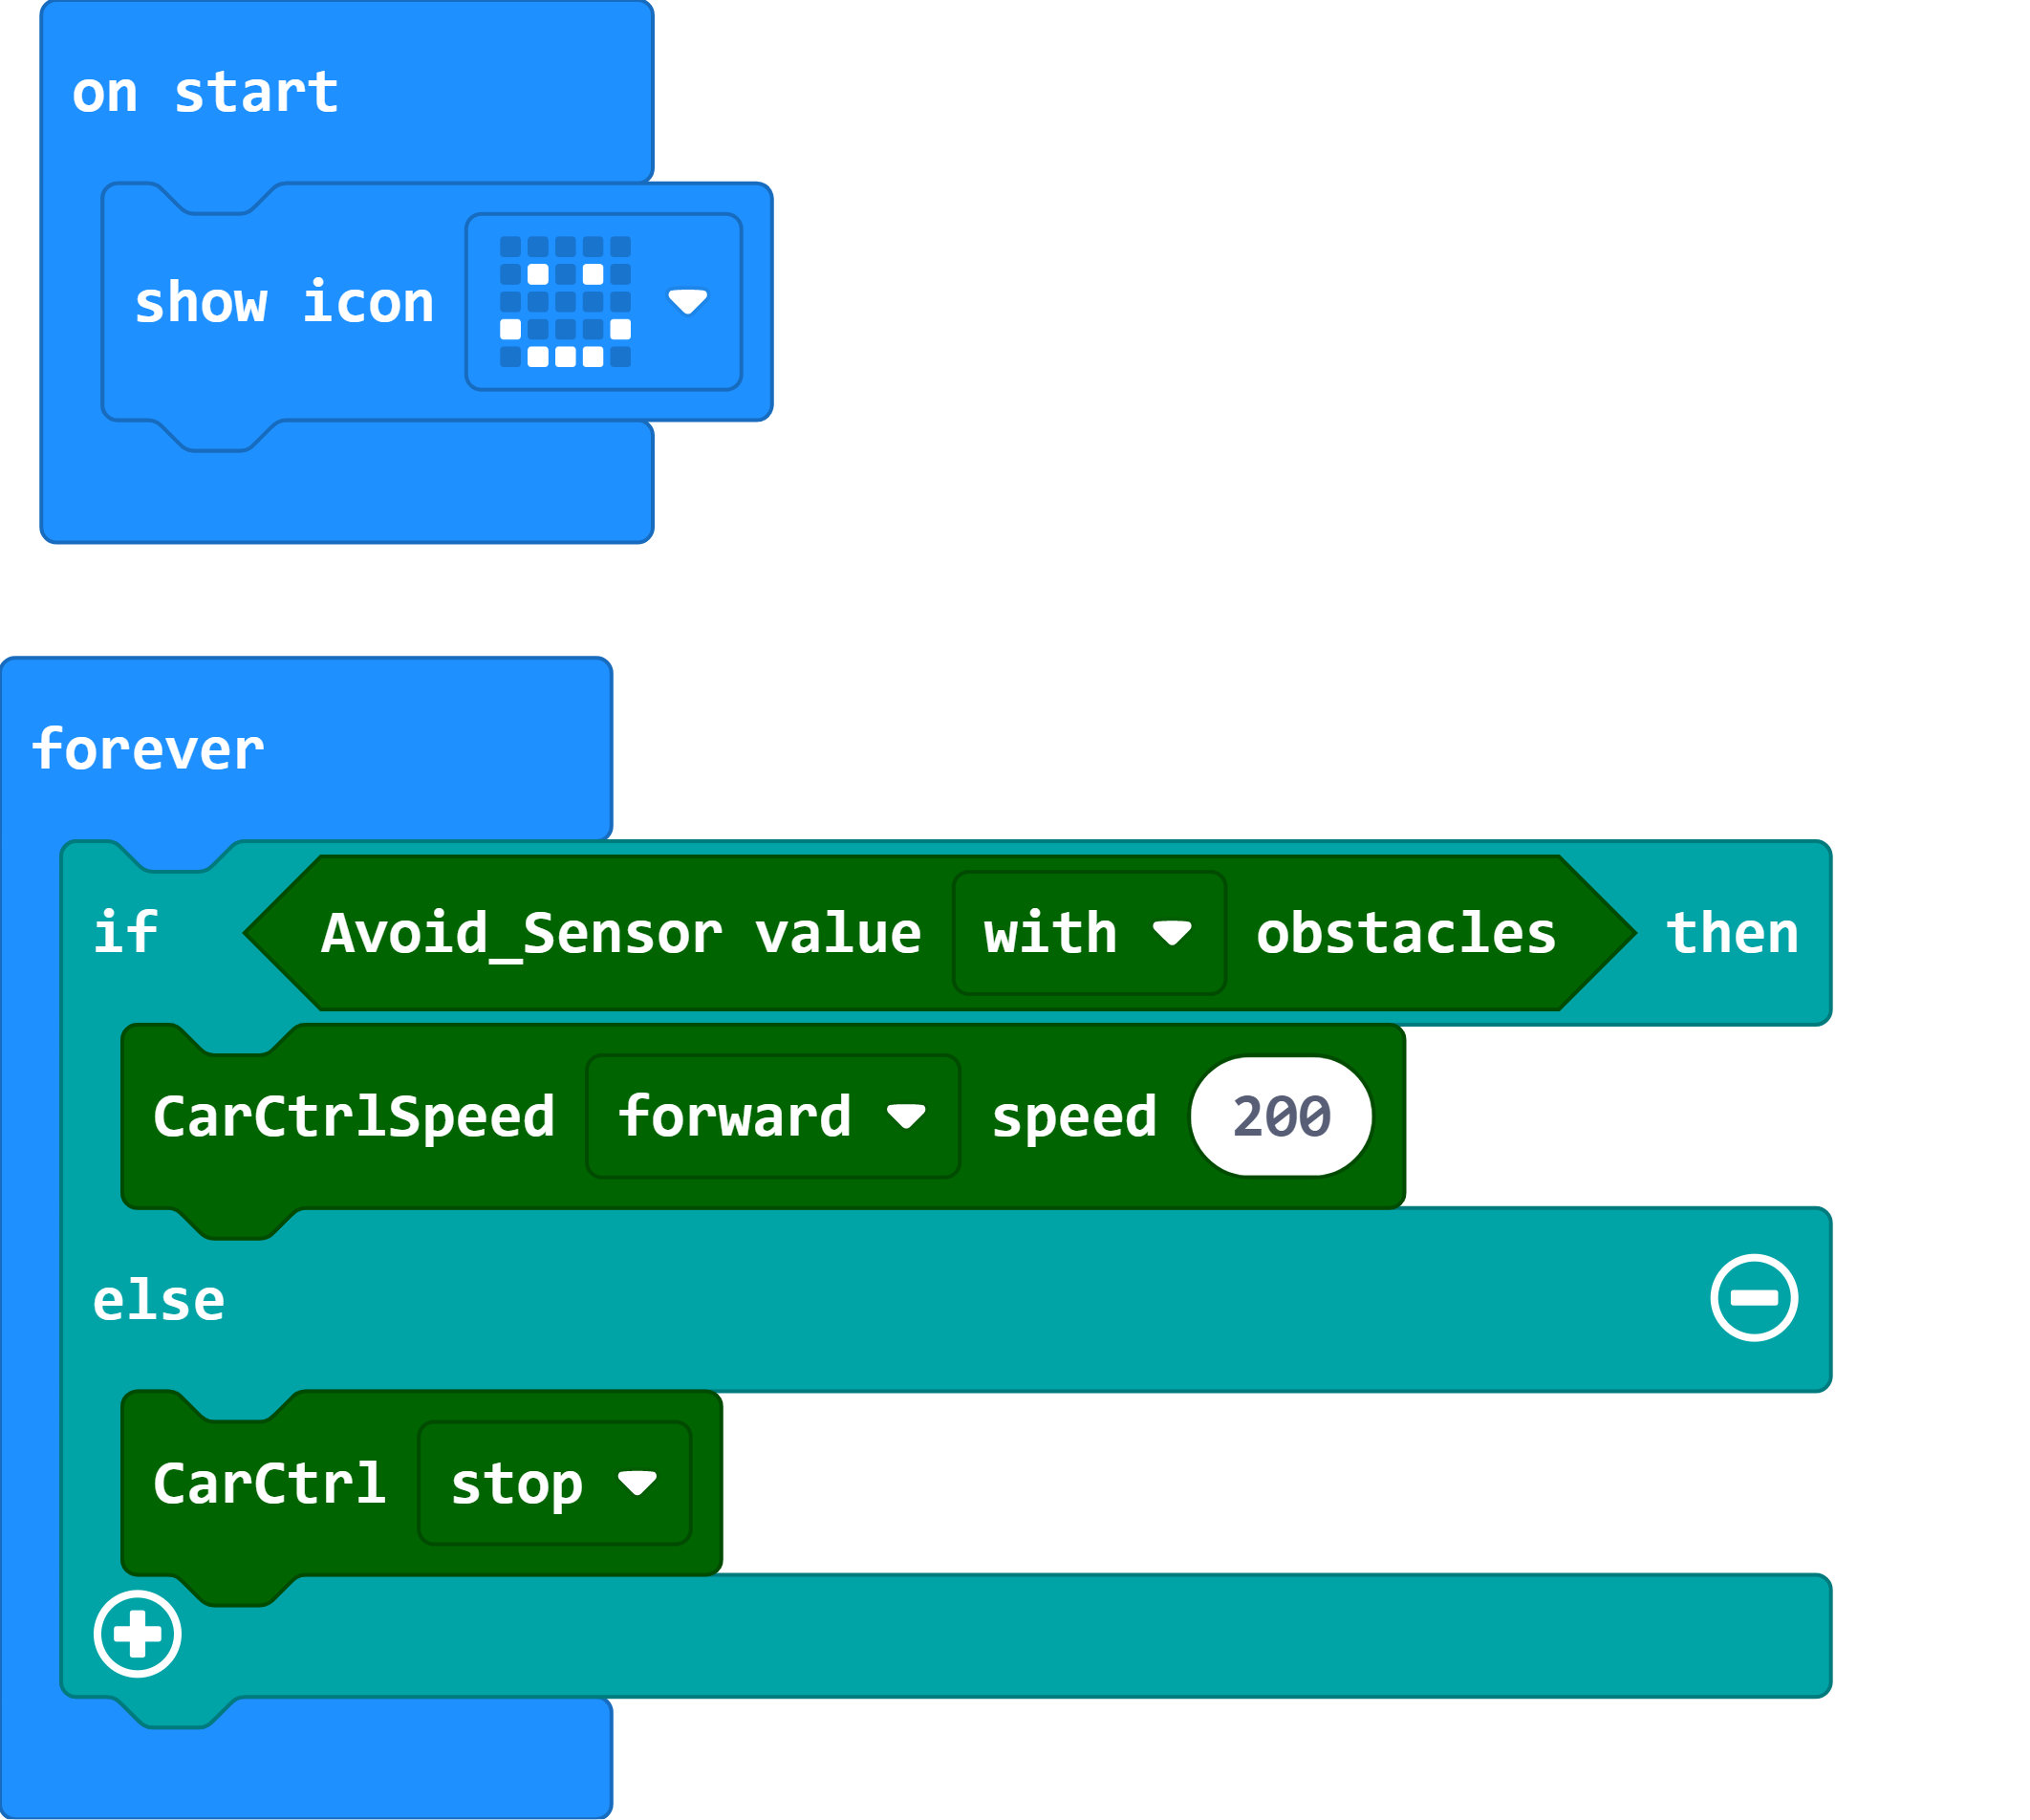 on start
show icon
forever
if Avoid_Sensor value with obstacles then
CarCtrlSpeed forward speed 200
else
CarCtrl stop